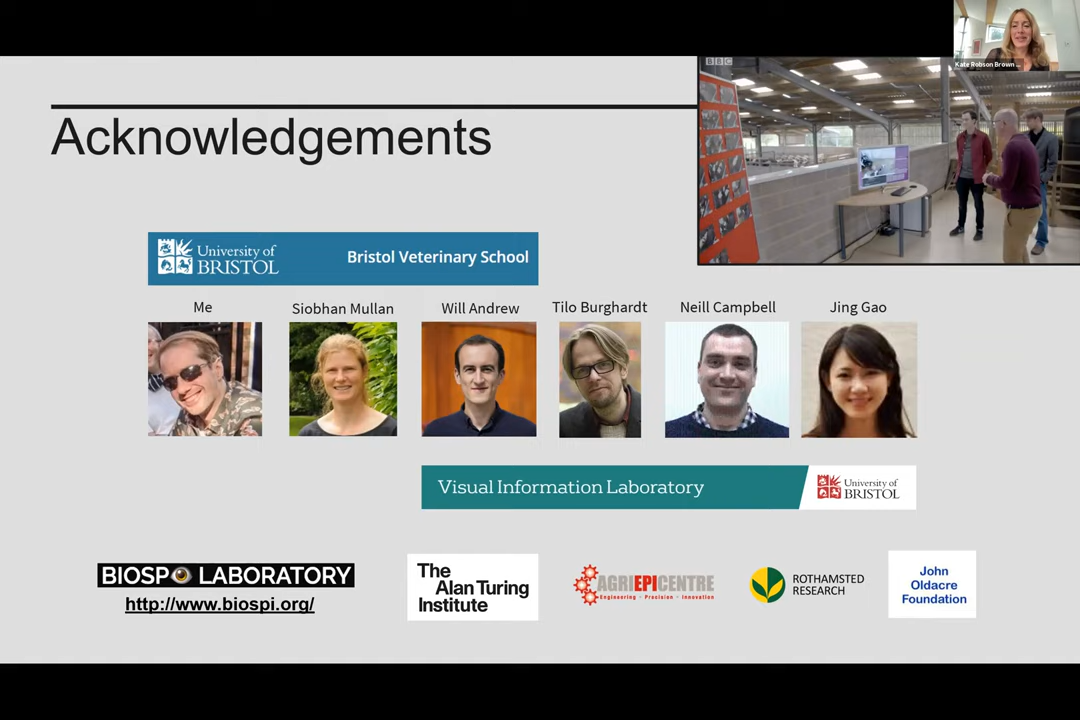 Kate Robson Brown ...
BBC
Acknowledgements
University of
BRISTOL
Bristol Veterinary School
Me
Siobhan Mullan
Will Andrew
Tilo Burghardt
Neill Campbell
Jing Gao
Visual Information Laboratory
University of
BRISTOL
BIOSP LABORATORY
http://www.biospi.org/
The
Alan Turing
Institute
AGRIEPICENTRE
Engineering - Precision - Innovation
ROTHAMSTED
RESEARCH
John
Oldacre
Foundation